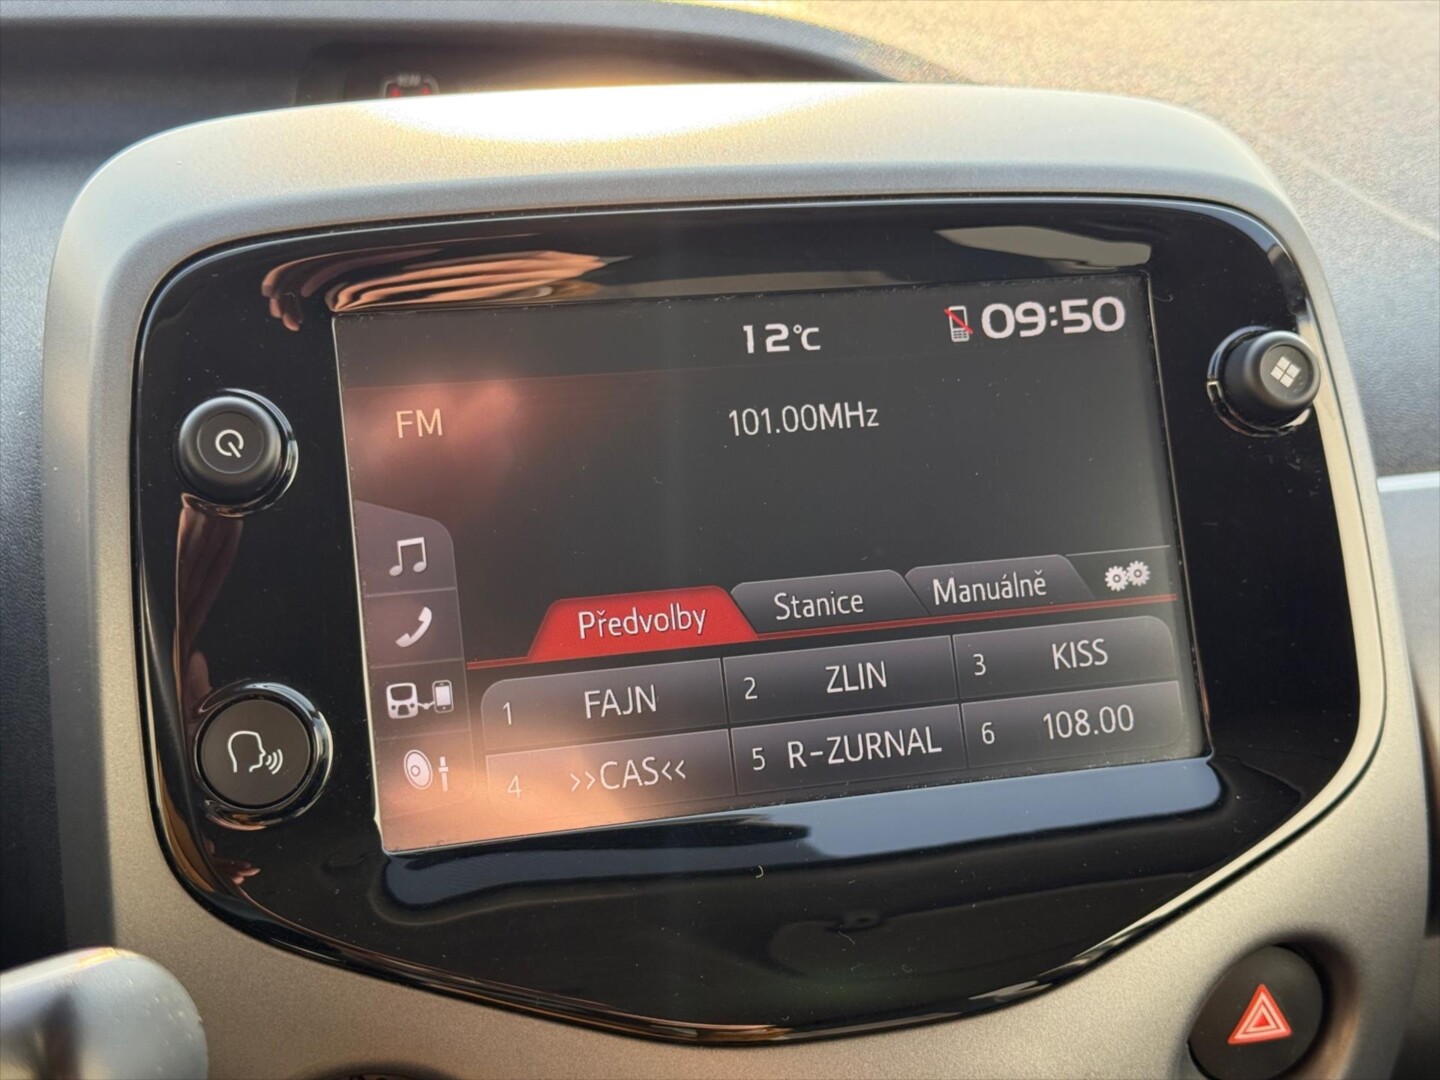 12°C
09:50
FM
101.00MHz
Předvolby
Stanice
Manuálně
1 FAJN
2 ZLIN
3 KISS
4 >>CAS<<
5 R-ZURNAL
6 108.00